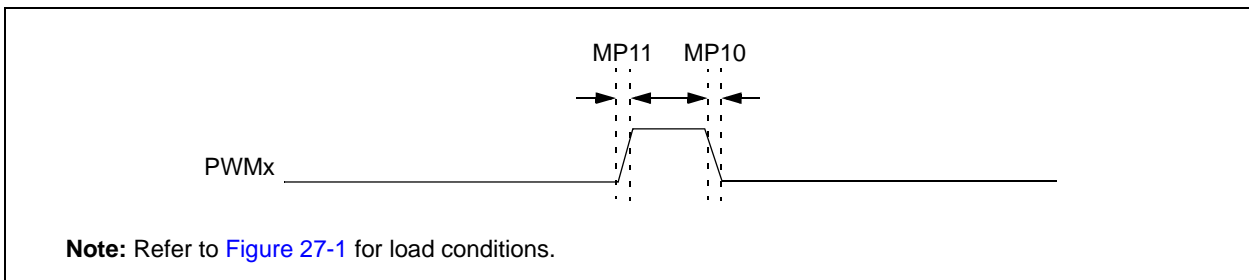 MP11 MP10
PWMx
Note: Refer to Figure 27-1 for load conditions.